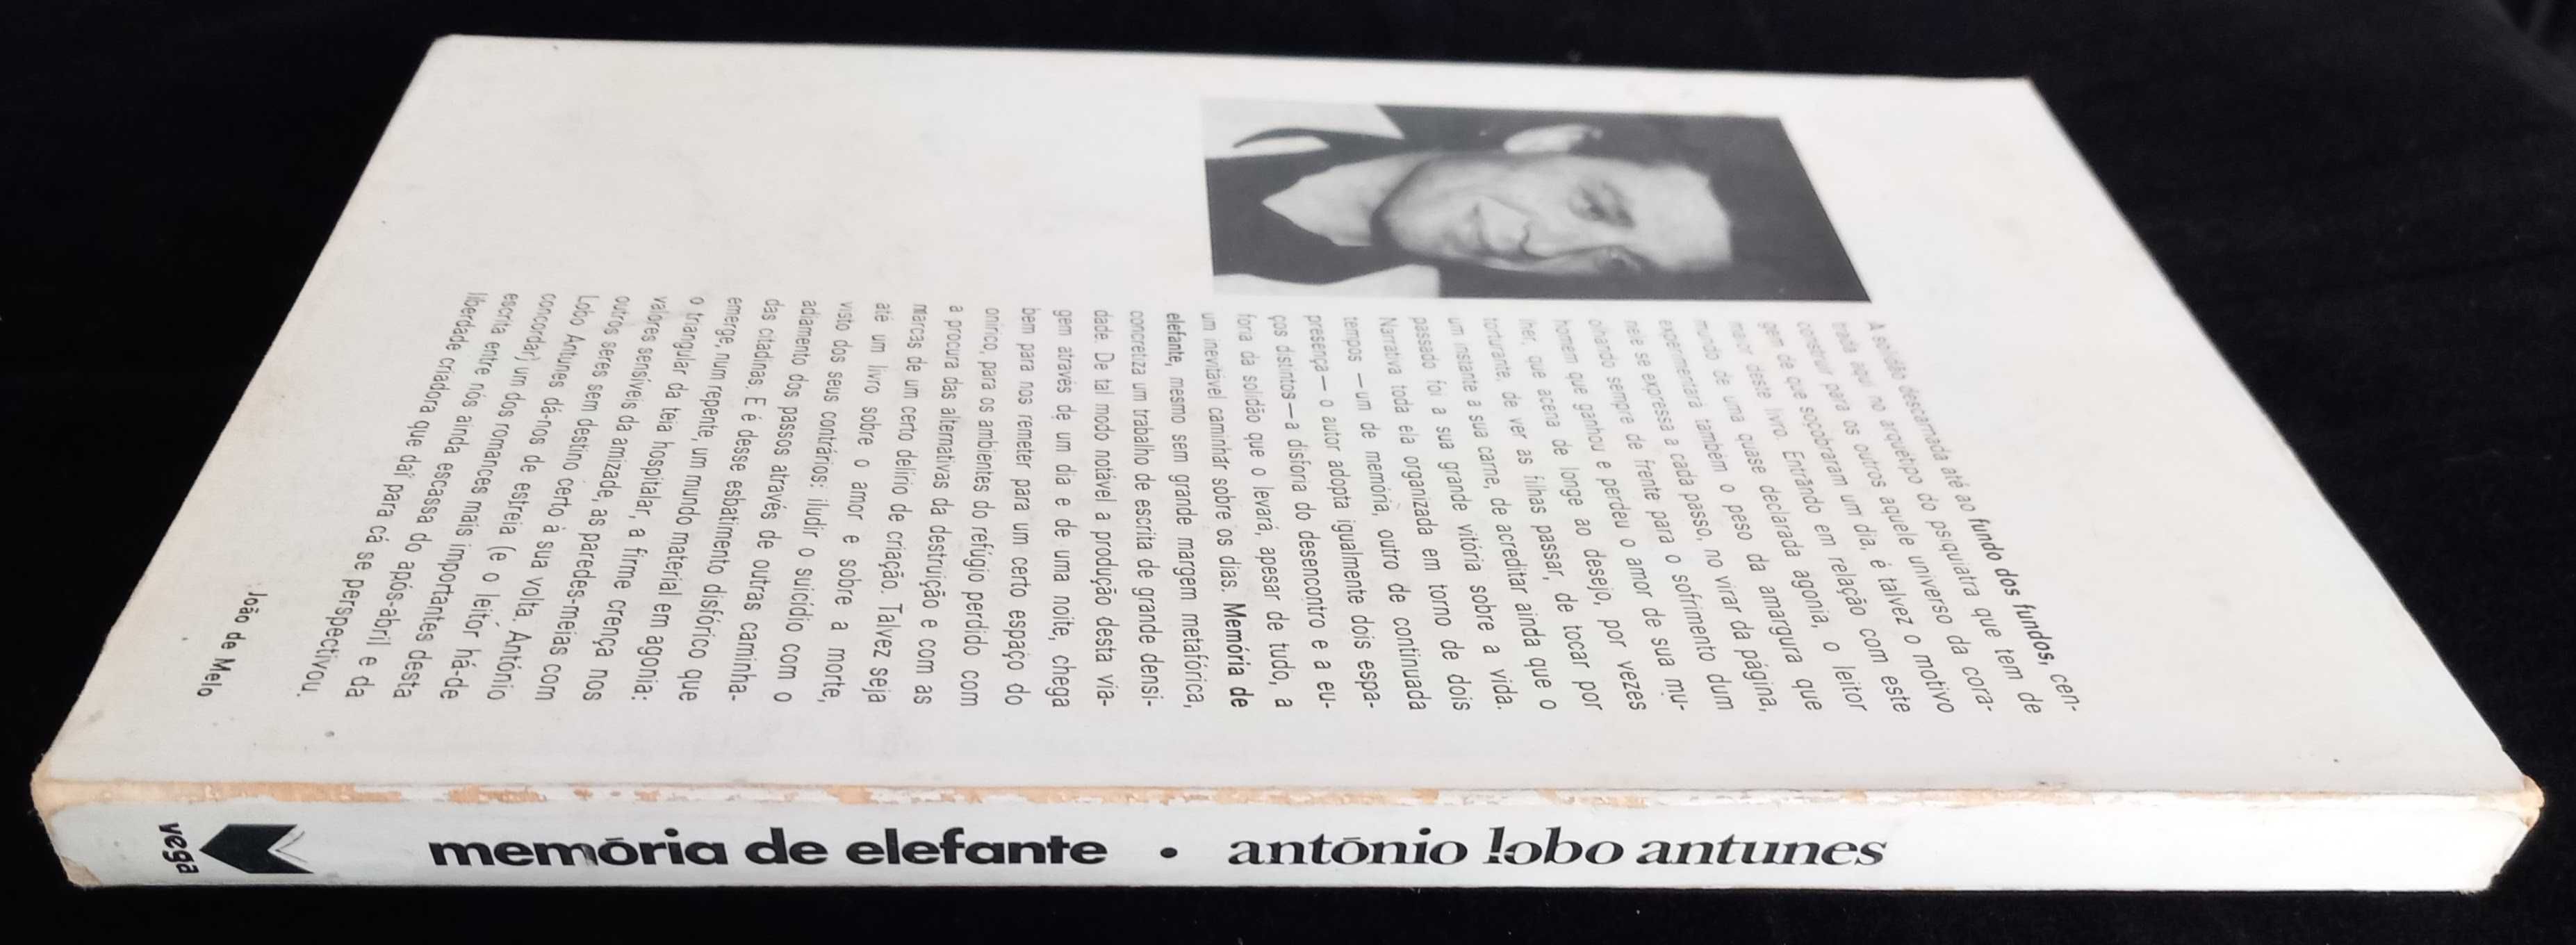 A solidão descarnada até ao fundo dos fundos, cen-
trada aqui no arquétipo do psiquiatra que tem de
construir para os outros aquele universo da cora-
gem de que soçobraram um dia, é talvez o motivo
maior deste livro. Entrando em relação com este
mundo de uma quase declarada agonia, o leitor
experimentará também o peso da amargura que
nele se expressa a cada passo, no virar da página,
olhando sempre de frente para o sofrimento dum
homem que ganhou e perdeu o amor de sua mu-
lher, que acena de longe ao desejo, por vezes
torturante, de ver as filhas passar, de tocar por
um instante a sua carne, de acreditar ainda que o
passado foi a sua grande vitória sobre a vida.
Narrativa toda ela organizada em torno de dois
tempos — um de memória, outro de continuada
presença — o autor adopta igualmente dois espa-
ços distintos — a disforia do desencontro e a eu-
foria da solidão que o levará, apesar de tudo, a
um inevitável caminhar sobre os dias. Memória de
elefante, mesmo sem grande margem metafórica,
concretiza um trabalho de escrita de grande densi-
dade. De tal modo notável a produção desta via-
gem através de um dia e de uma noite, chega
bem para nos remeter para um certo espaço do
onírico, para os ambientes do refúgio perdido com
a procura das alternativas da destruição e com as
marcas de um certo delírio de criação. Talvez seja
até um livro sobre o amor e sobre a morte,
visto dos seus contrários: iludir o suicídio com o
adiamento dos passos através de outras caminha-
das citadinas. E é desse esbatimento disfórico que
emerge, num repente, um mundo material em agonia:
o triangular da teia hospitalar, a firme crença nos
valores sensíveis da amizade, as paredes-meias com
outros seres sem destino certo à sua volta. António
Lobo Antunes dá-nos de estreia (e o leitor há-de
concordar) um dos romances mais importantes desta
escrita entre nós ainda escassa do após-abril e da
liberdade criadora que daí para cá se perspectivou.
João de Melo
vega
memória de elefante • antónio lobo antunes